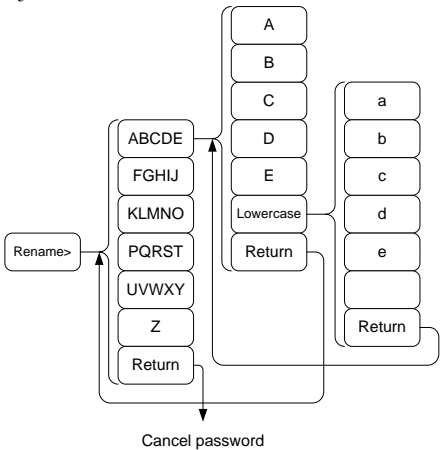 Rename>
ABCDE
FGHIJ
KLMNO
PQRST
UVWXY
Z
Return
A
B
C
D
E
Lowercase
Return
a
b
c
d
e
Return
Cancel password